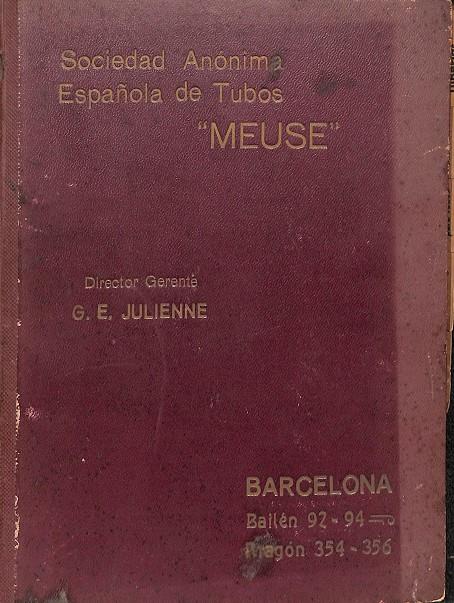 Sociedad Anónima
Española de Tubos
"MEUSE"
Director Gerente
G. E. JULIENNE
BARCELONA
Bailén 92-94
Aragón 354-356